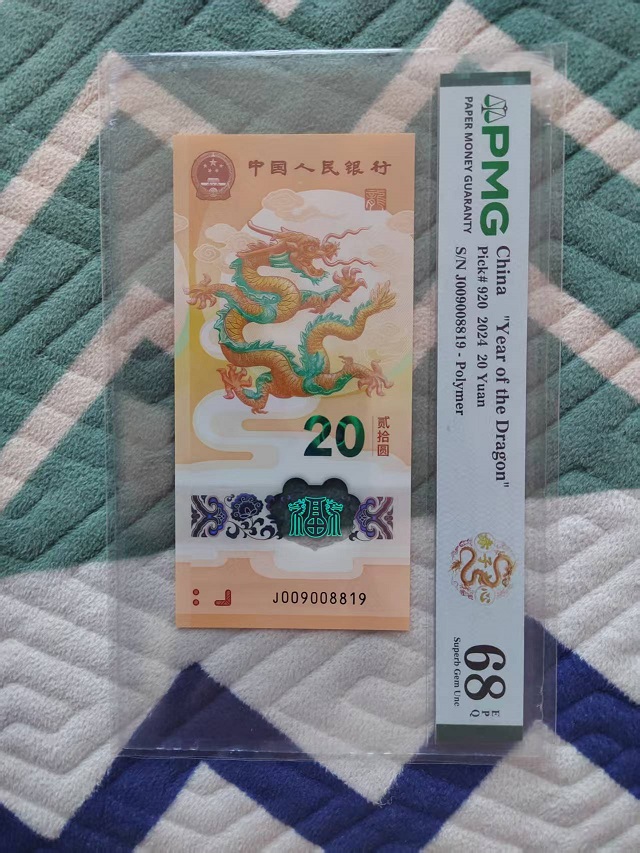 中国人民银行
20
贰拾圆
J009008819
PMG
PAPER MONEY GUARANTY
China "Year of the Dragon"
Pick# 920 2024 20 Yuan
S/N J009008819 - Polymer
68
EPQ
Superb Gem Unc